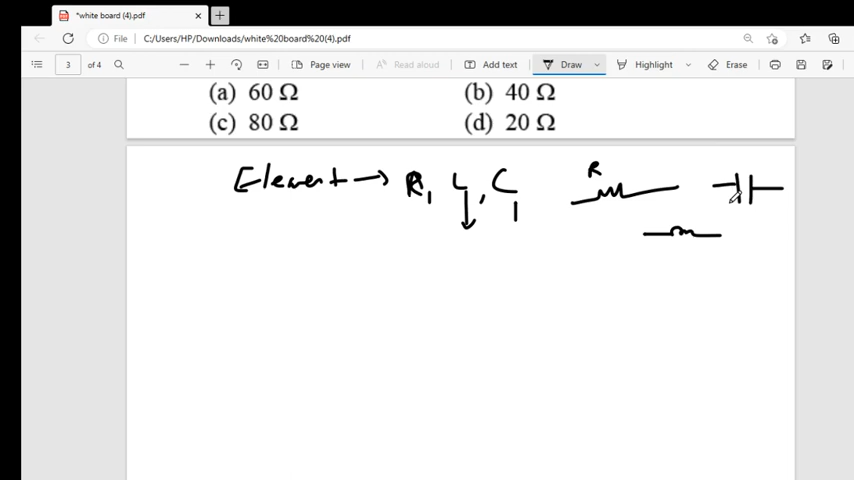 *white board (4).pdf
File C:/Users/HP/Downloads/white%20board%20(4).pdf
3 of 4 Page view Read aloud Add text Draw Highlight Erase
(a) 60 Ω (b) 40 Ω
(c) 80 Ω (d) 20 Ω
Element → R, L, C R